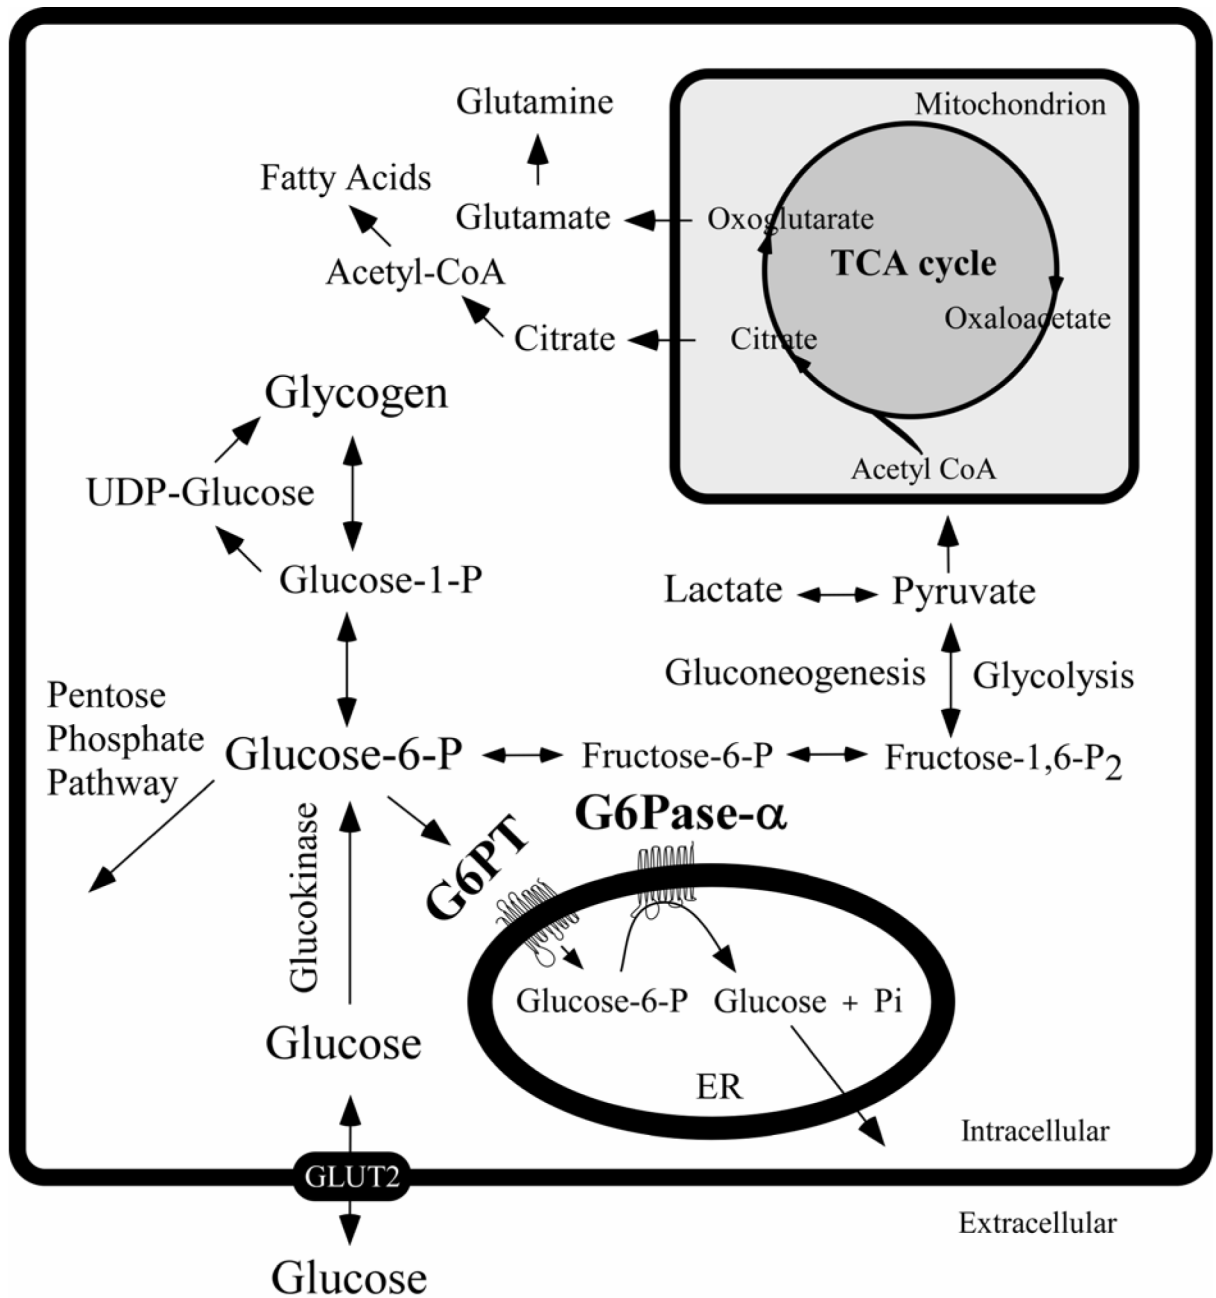 Mitochondrion
Glutamine
Fatty Acids
Glutamate
Oxoglutarate
TCA cycle
Acetyl-CoA
Oxaloacetate
Citrate
Citrate
Glycogen
Acetyl CoA
UDP-Glucose
Glucose-1-P
Lactate
Pyruvate
Gluconeogenesis
Glycolysis
Pentose
Phosphate
Pathway
Glucose-6-P
Fructose-6-P
Fructose-1,6-P2
G6Pase-α
G6PT
Glucokinase
Glucose-6-P
Glucose + Pi
Glucose
ER
Intracellular
GLUT2
Extracellular
Glucose